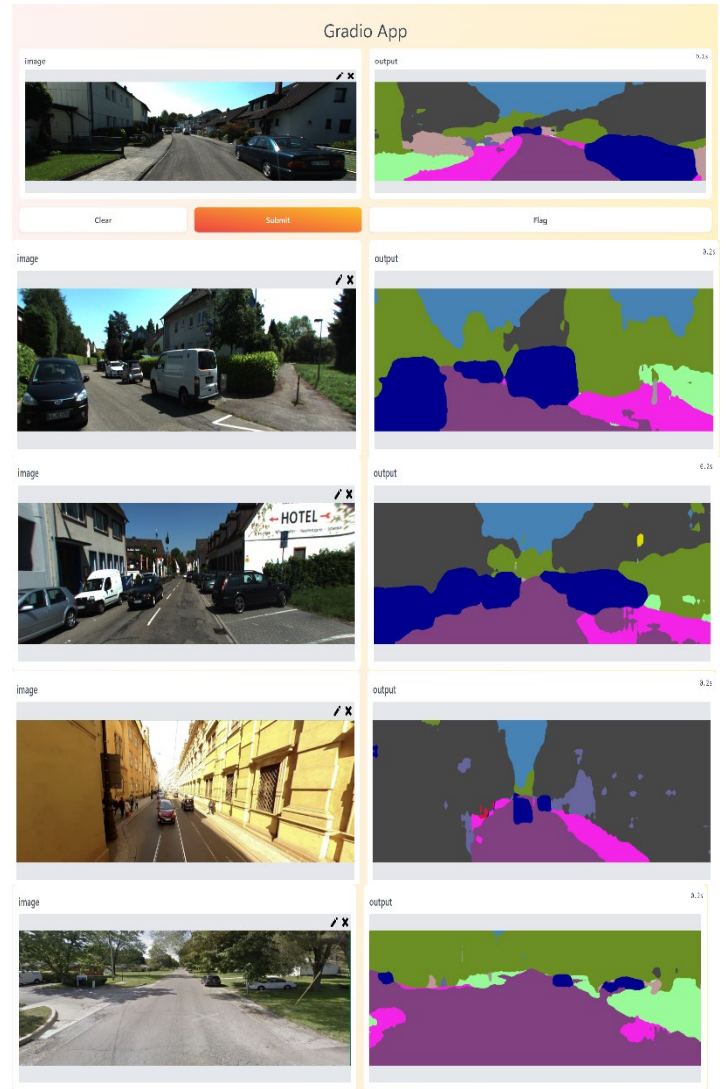 Gradio App
image
output
0.2s
Clear
Submit
Flag
image
output
0.2s
image
output
0.2s
HOTEL
image
output
0.2s
image
output
0.2s